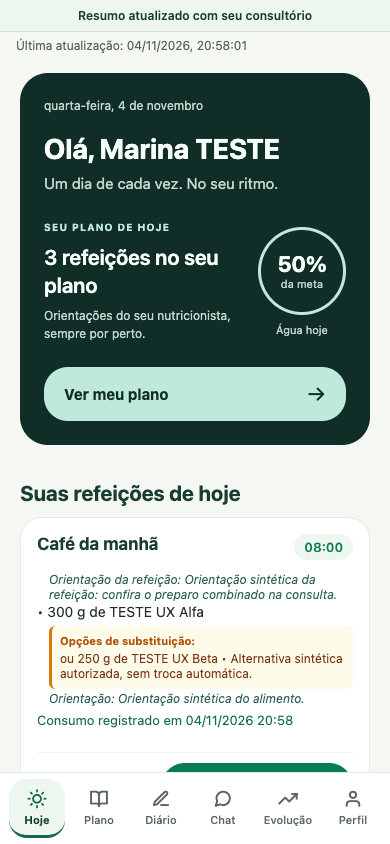 Resumo atualizado com seu consultório
Última atualização: 04/11/2026, 20:58:01
quarta-feira, 4 de novembro
Olá, Marina TESTE
Um dia de cada vez. No seu ritmo.
SEU PLANO DE HOJE
3 refeições no seu
plano
Orientações do seu nutricionista,
sempre por perto.
50%
da meta
Água hoje
Ver meu plano
Suas refeições de hoje
Café da manhã
08:00
Orientação da refeição: Orientação sintética da
refeição: confira o preparo combinado na consulta.
• 300 g de TESTE UX Alfa
Opções de substituição:
ou 250 g de TESTE UX Beta • Alternativa sintética
autorizada, sem troca automática.
Orientação: Orientação sintética do alimento.
Consumo registrado em 04/11/2026 20:58
Hoje
Plano
Diário
Chat
Evolução
Perfil